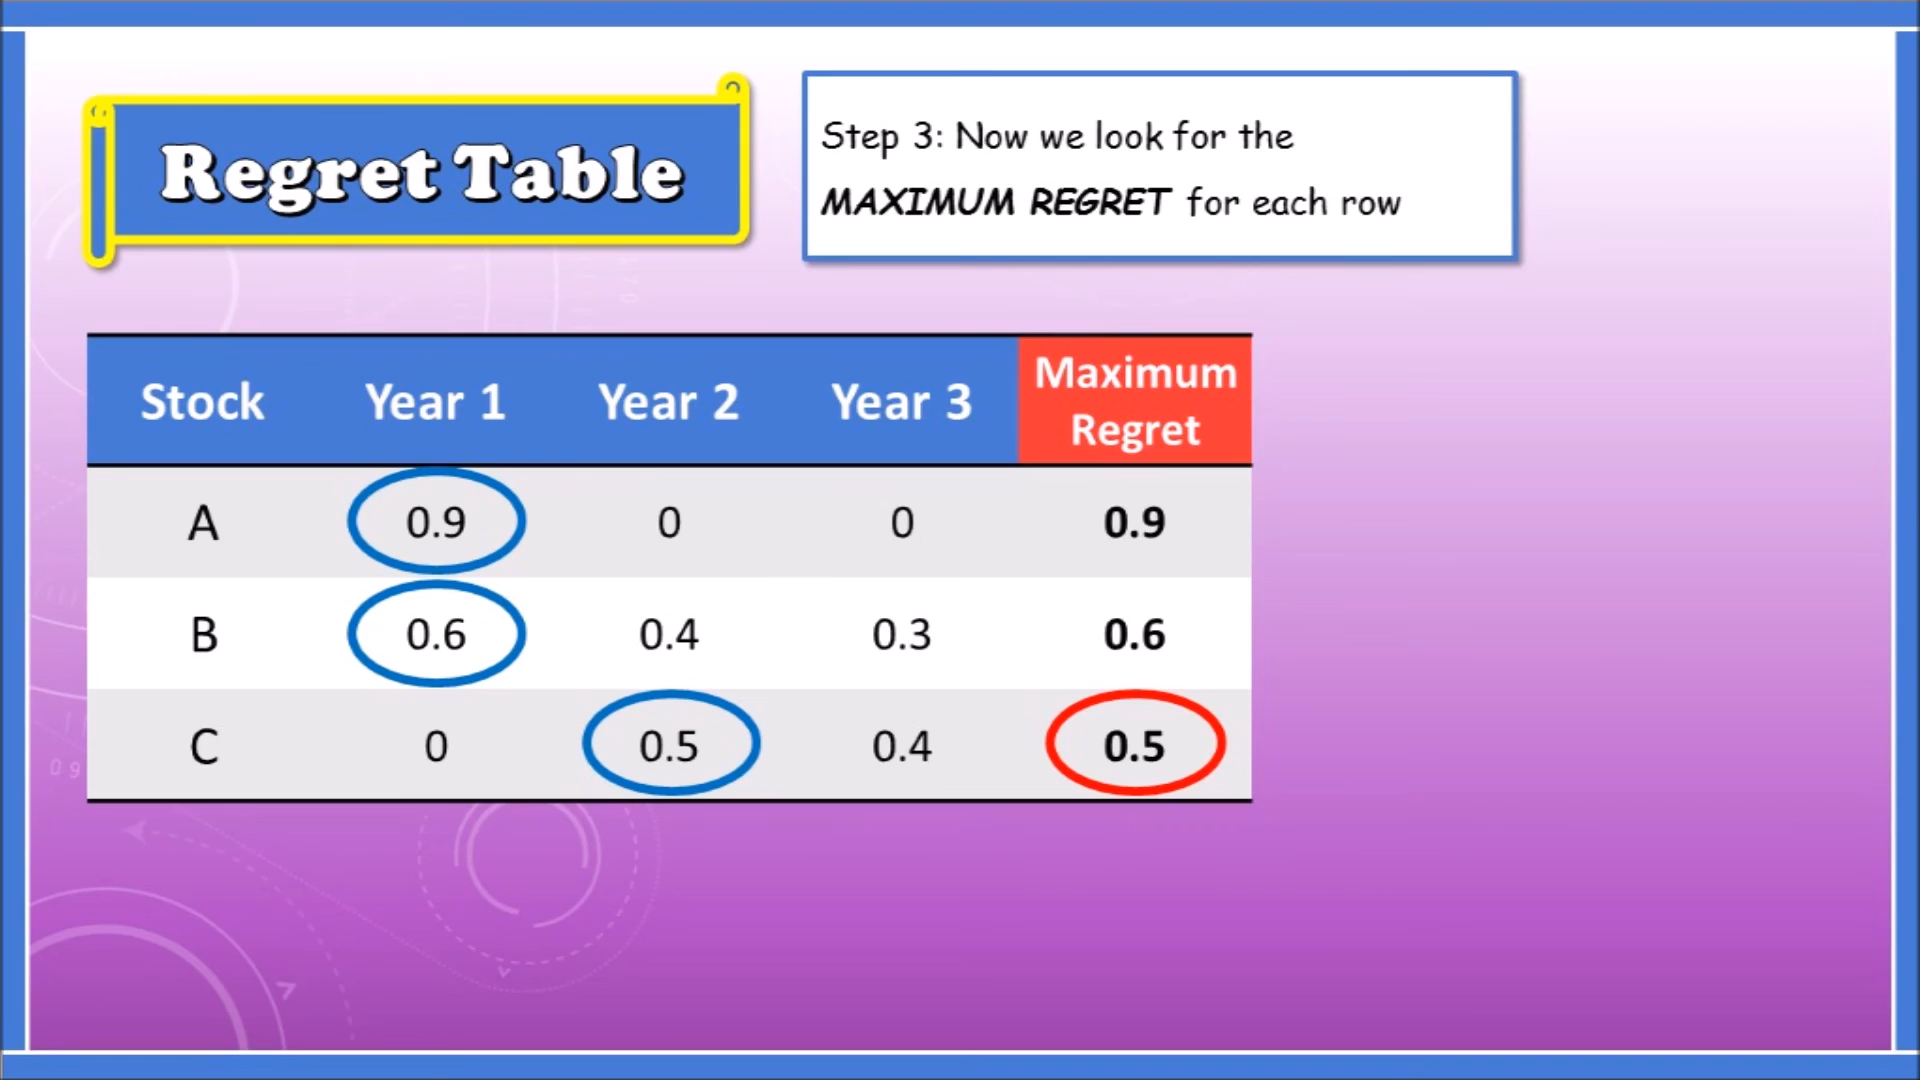 Regret Table
Step 3: Now we look for the
MAXIMUM REGRET for each row
Stock Year 1 Year 2 Year 3 Maximum Regret
A 0.9 0 0 0.9
B 0.6 0.4 0.3 0.6
C 0 0.5 0.4 0.5